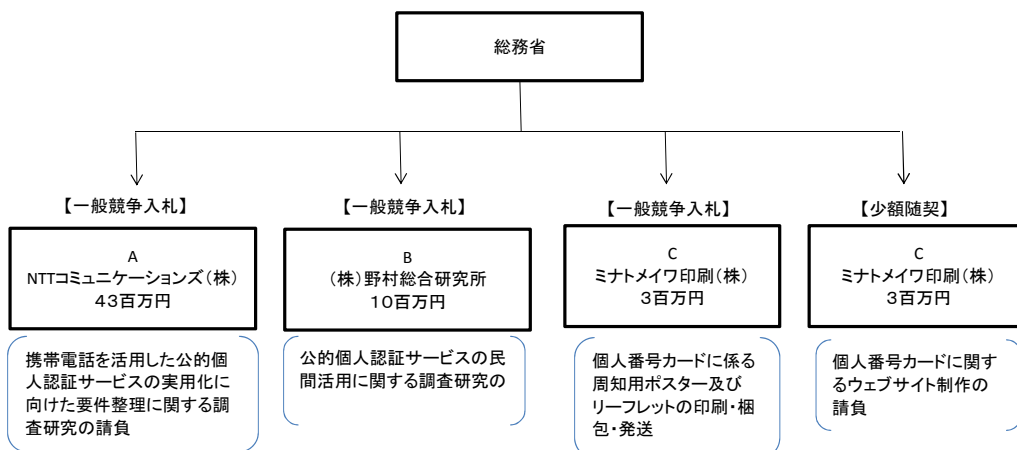 総務省
【一般競争入札】
A
NTTコミュニケーションズ(株)
43百万円
携帯電話を活用した公的個
人認証サービスの実用化に
向けた要件整理に関する調
査研究の請負
【一般競争入札】
B
(株)野村総合研究所
10百万円
公的個人認証サービスの民
間活用に関する調査研究の
【一般競争入札】
C
ミナトメイワ印刷(株)
3百万円
個人番号カードに係る
周知用ポスター及び
リーフレットの印刷・梱
包・発送
【少額随契】
C
ミナトメイワ印刷(株)
3百万円
個人番号カードに関す
るウェブサイト制作の
請負